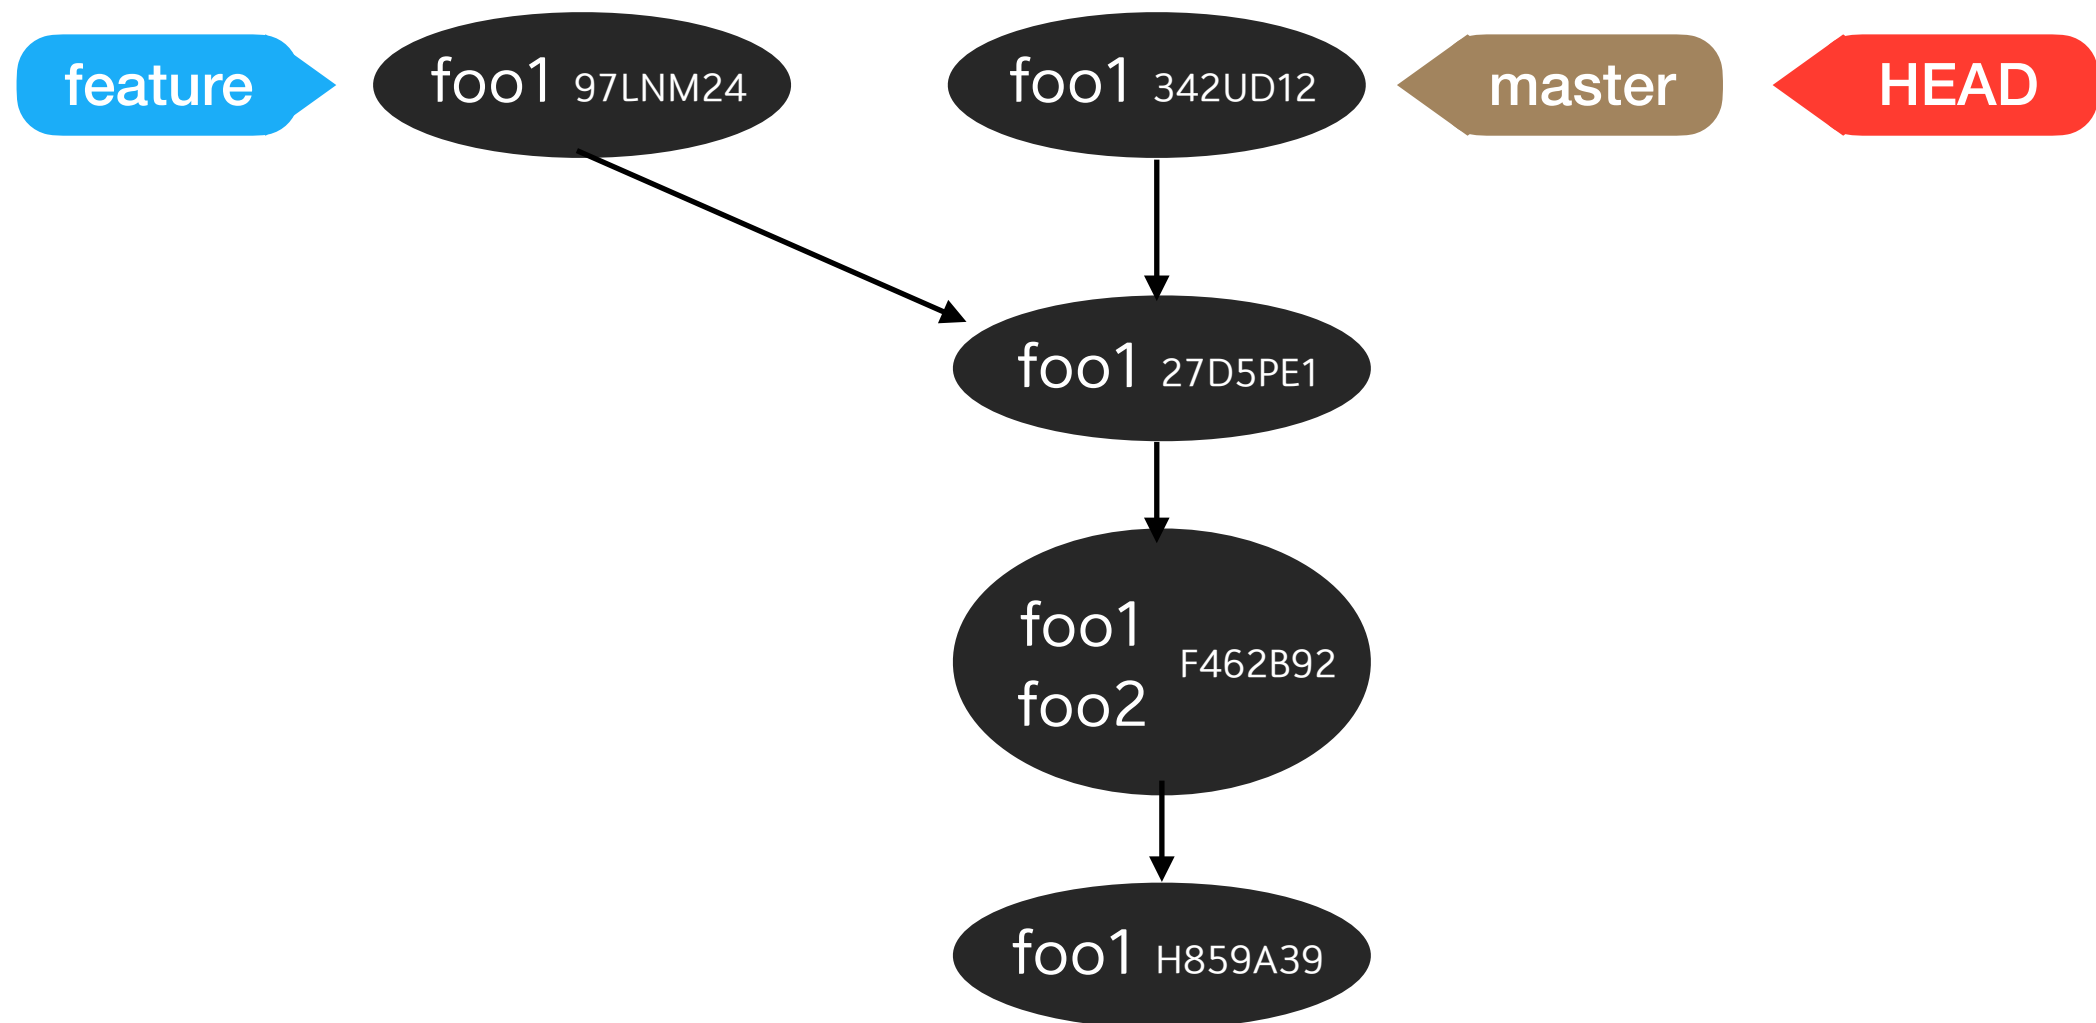 feature
foo1 97LNM24
foo1 342UD12
master
HEAD
foo1 27D5PE1
foo1
foo2
F462B92
foo1 H859A39